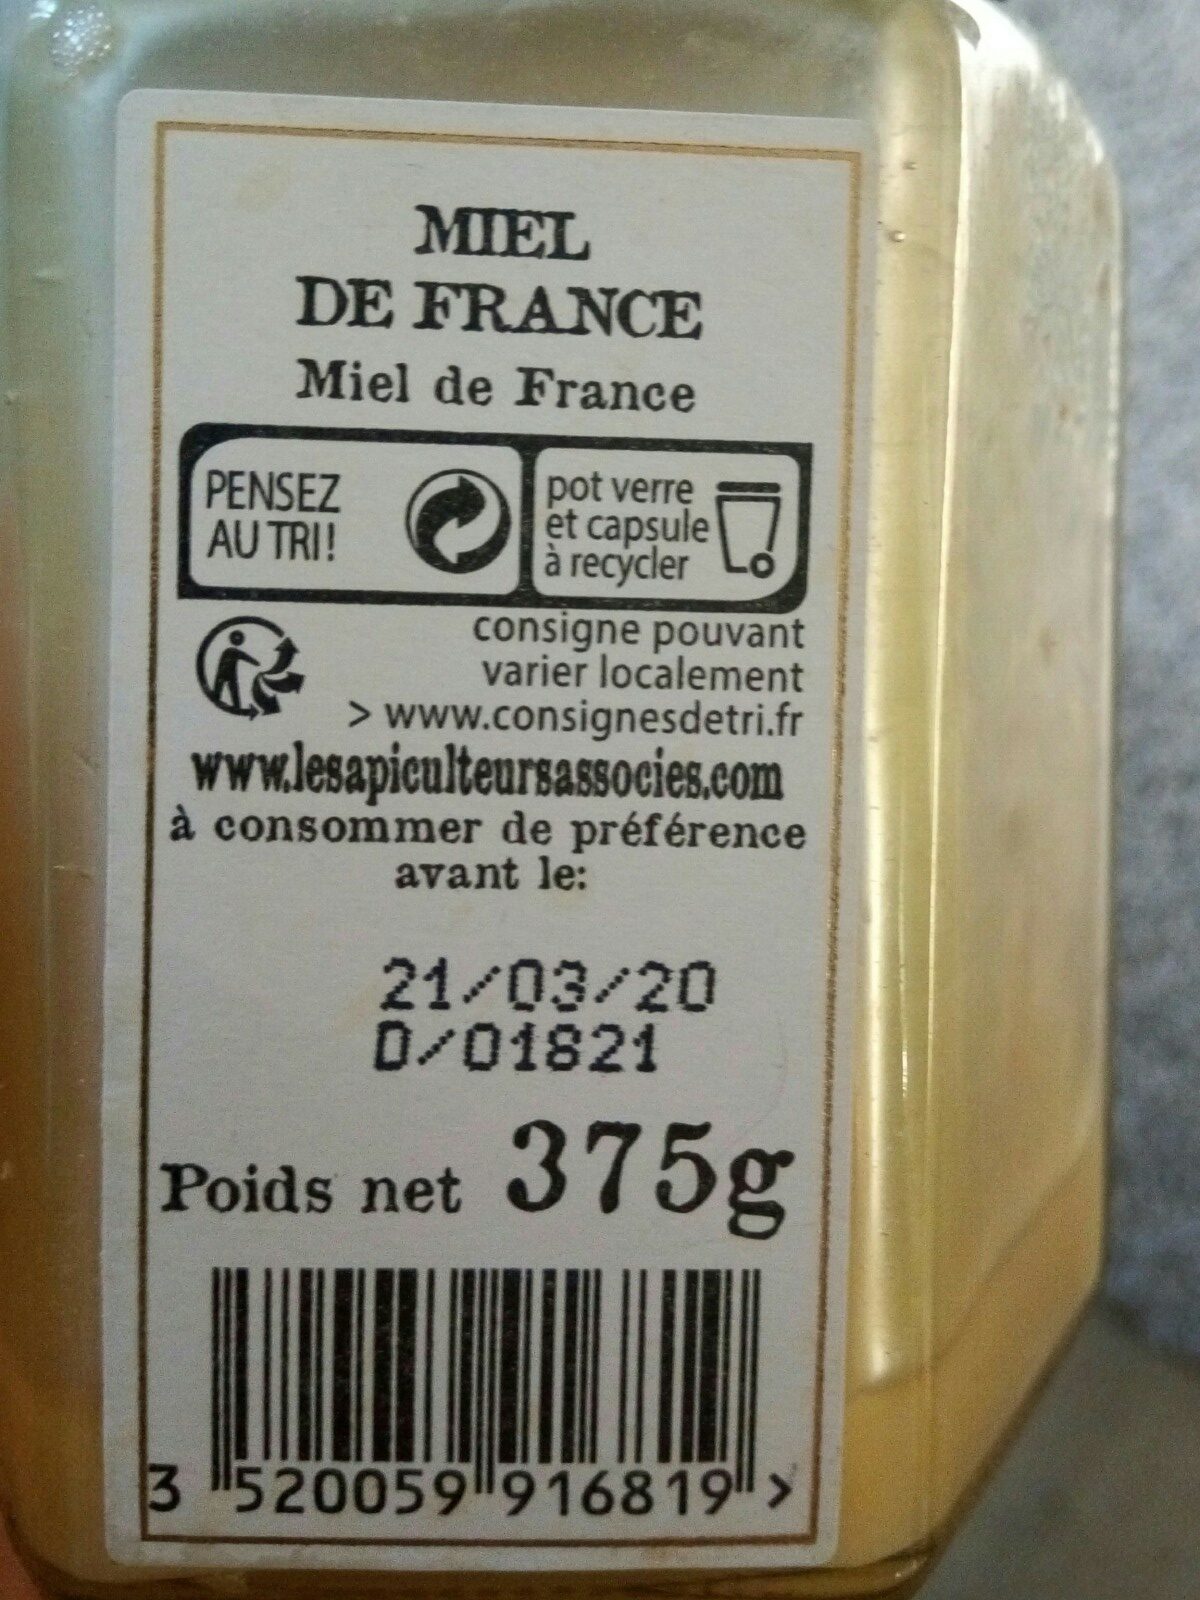 MIEL
DE FRANCE
Miel de France
PENSEZ
AU TRI!
pot verre
et capsule
à recycler
consigne pouvant
varier localement
> www.consignesdetri.fr
www.lesapiculteursassocies.com
à consommer de préférence
avant le:
21/03/20
D/01821
Poids net 375g
3 520059 916819 >